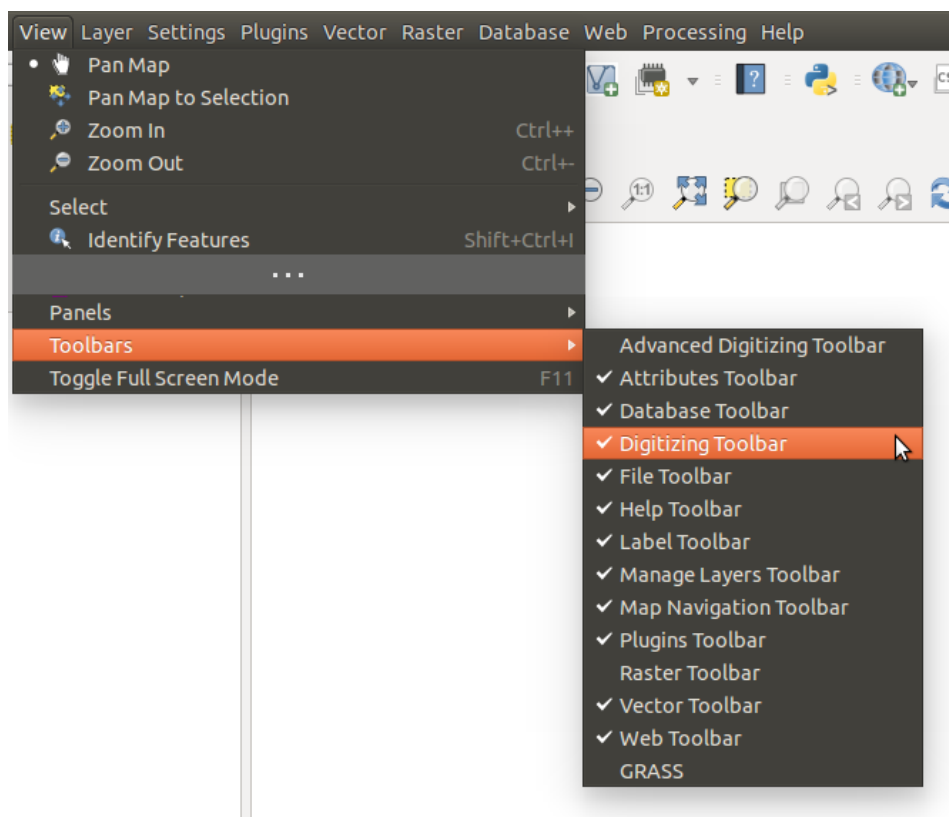 View Layer Settings Plugins Vector Raster Database Web Processing Help
Pan Map
Pan Map to Selection
Zoom In Ctrl++
Zoom Out Ctrl+-
Select
Identify Features Shift+Ctrl+I
...
Panels
Toolbars
Toggle Full Screen Mode F11
Advanced Digitizing Toolbar
Attributes Toolbar
Database Toolbar
Digitizing Toolbar
File Toolbar
Help Toolbar
Label Toolbar
Manage Layers Toolbar
Map Navigation Toolbar
Plugins Toolbar
Raster Toolbar
Vector Toolbar
Web Toolbar
GRASS
?
1:1